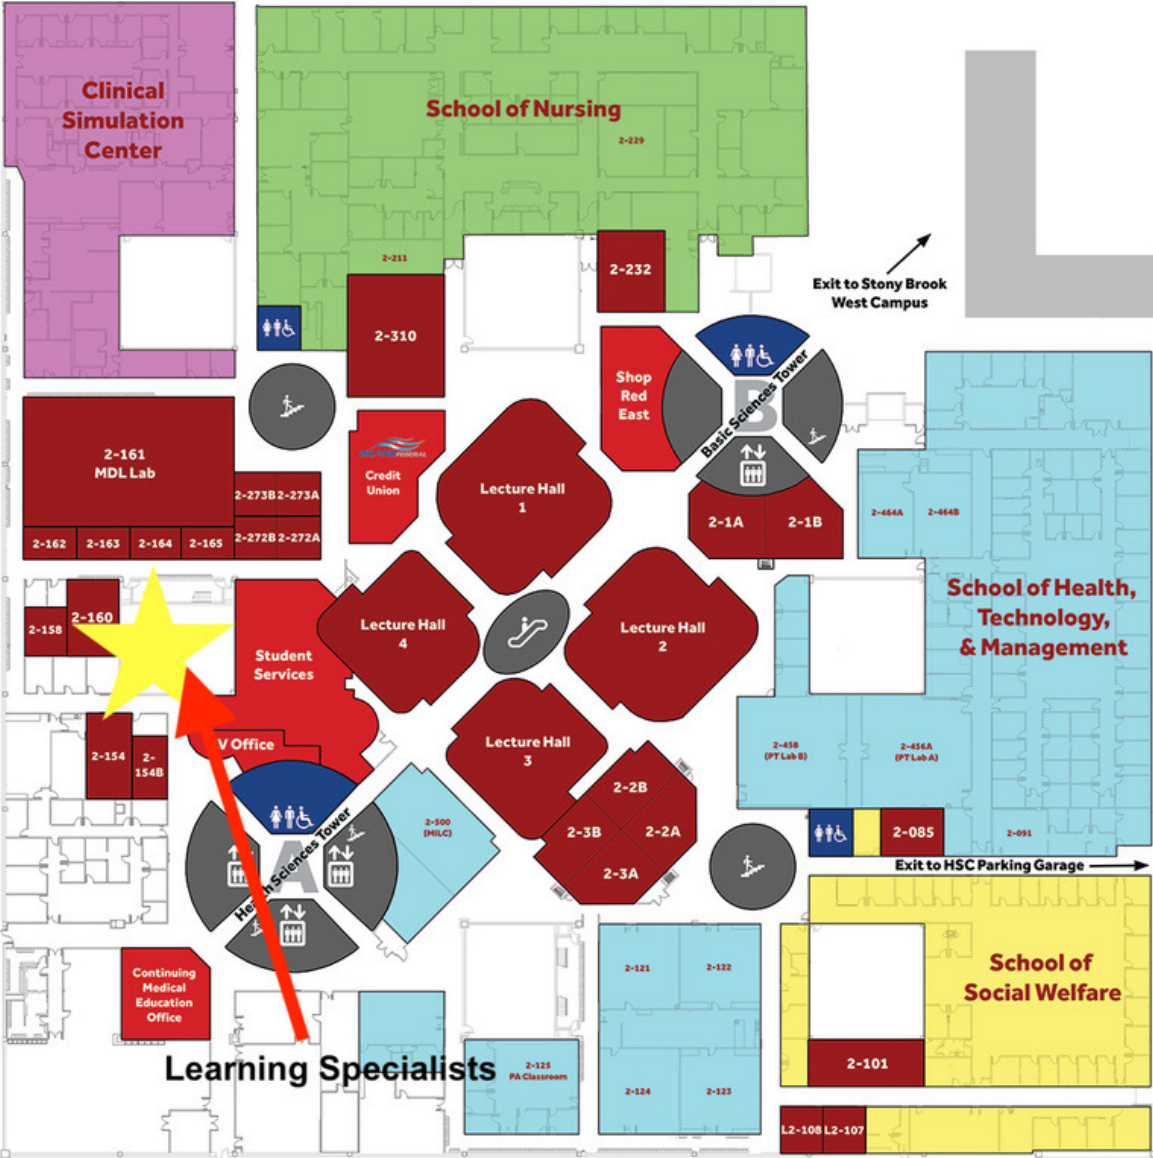 Clinical
Simulation
Center
School of Nursing
2-229
2-211
2-232
2-310
Exit to Stony Brook
West Campus
Shop
Red
East
B
Basic Sciences Tower
2-161
MDL Lab
2-273B
2-273A
2-272B
2-272A
2-162
2-163
2-164
2-165
Credit
Union
Lecture Hall
1
2-1A
2-1B
2-464A
2-464B
School of Health,
Technology,
& Management
2-160
2-158
Student
Services
Lecture Hall
4
Lecture Hall
2
Lecture Hall
3
V Office
2-154
2-
154B
2-458
(PT Lab B)
2-456A
(PT Lab A)
2-2B
2-3B
2-2A
2-3A
2-500
(MILC)
A
Health Sciences Tower
2-085
2-091
Exit to HSC Parking Garage
Continuing
Medical
Education
Office
2-121
2-122
School of
Social Welfare
Learning Specialists
2-125
PA Classroom
2-124
2-123
2-101
L2-108
L2-107